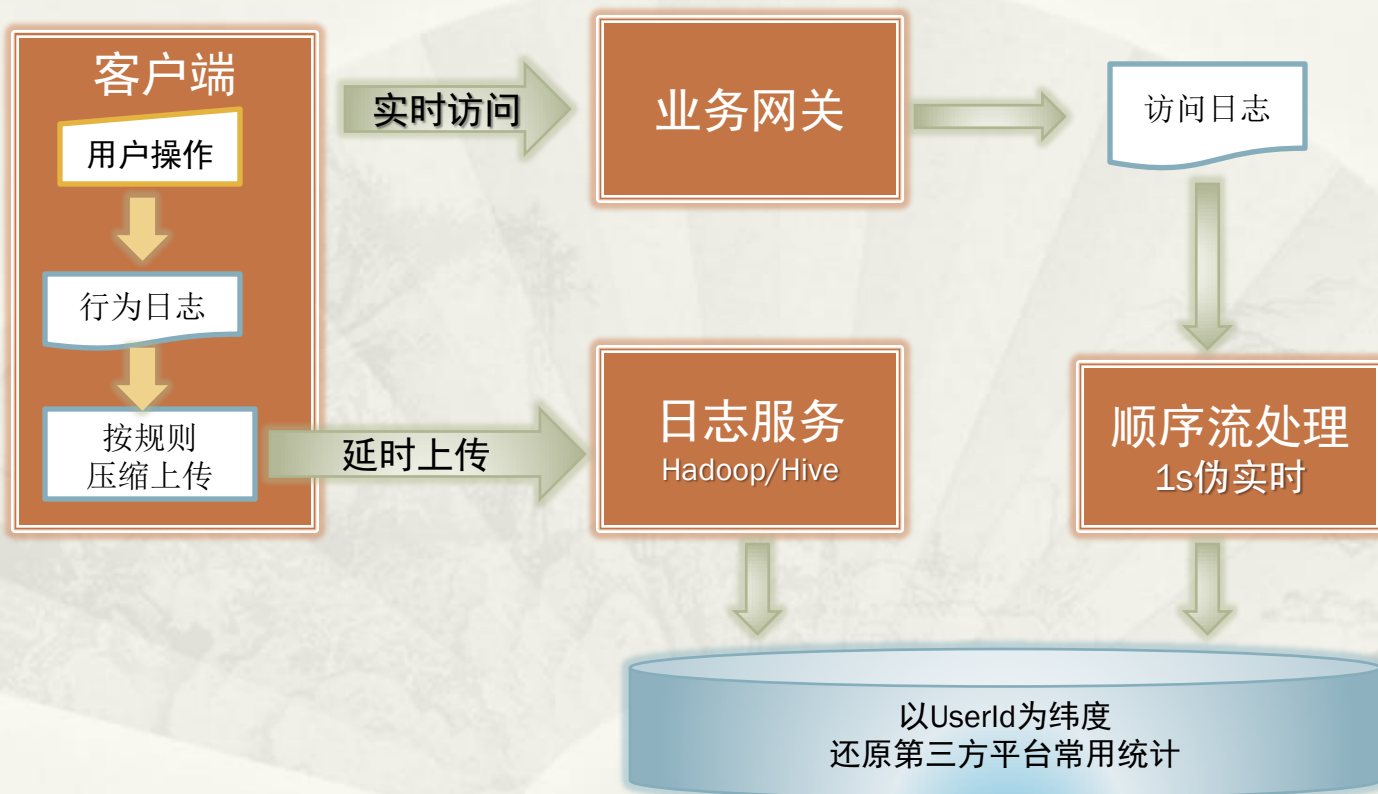 客户端
用户操作
行为日志
按规则
压缩上传
实时访问
业务网关
访问日志
延时上传
日志服务
Hadoop/Hive
顺序流处理
1s伪实时
以UserId为纬度
还原第三方平台常用统计